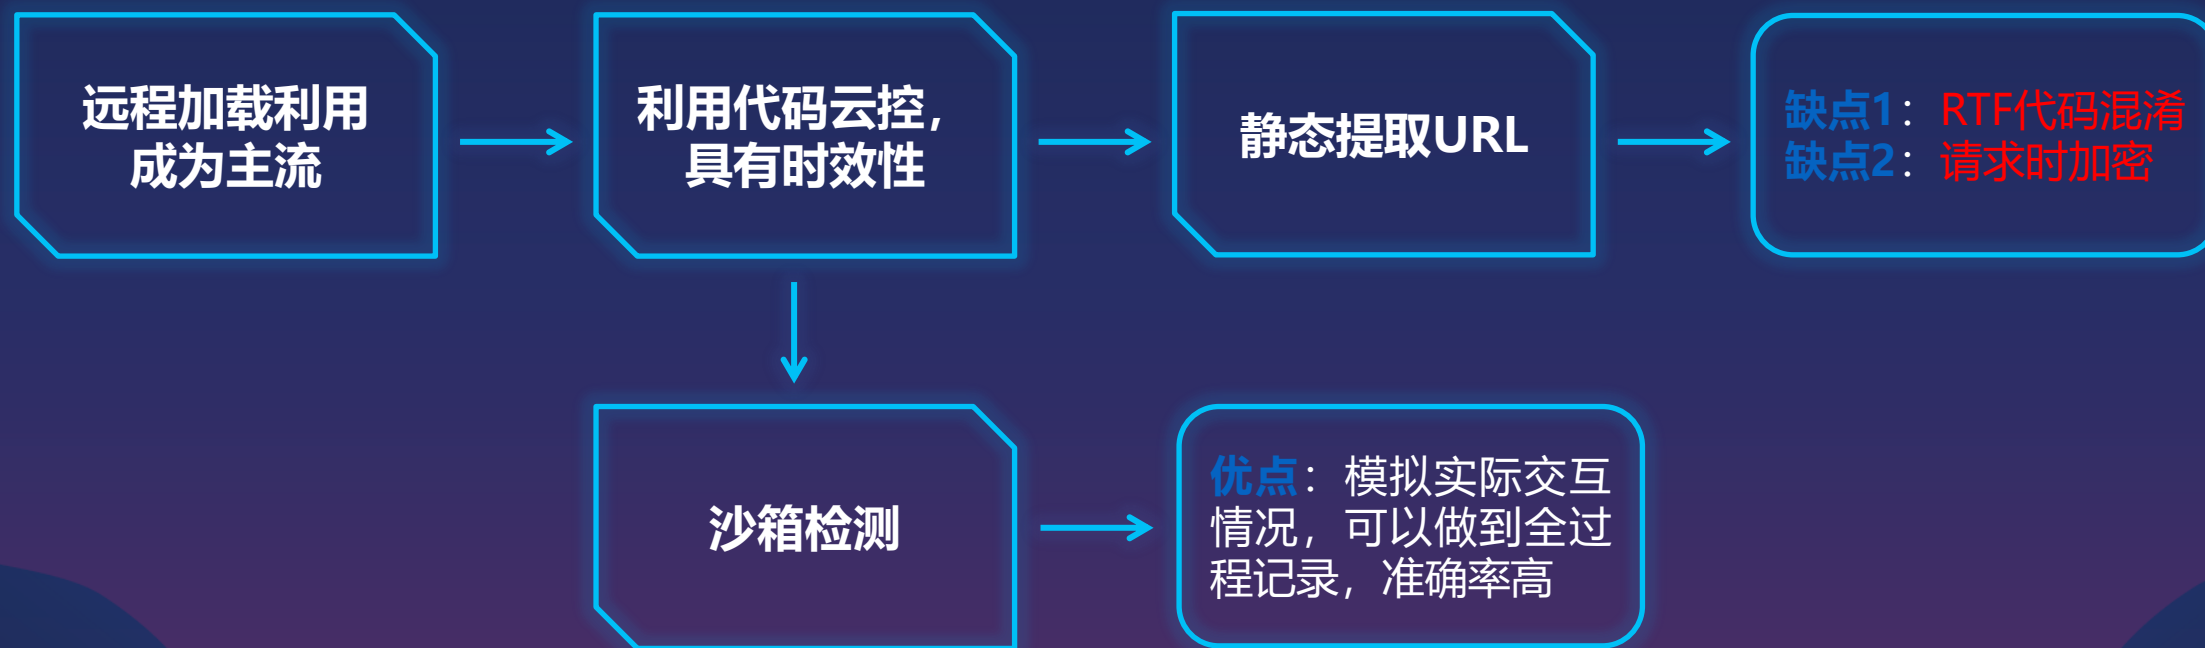 远程加载利用
成为主流
利用代码云控，
具有时效性
静态提取URL
缺点1：RTF代码混淆
缺点2：请求时加密
沙箱检测
优点：模拟实际交互
情况，可以做到全过
程记录，准确率高